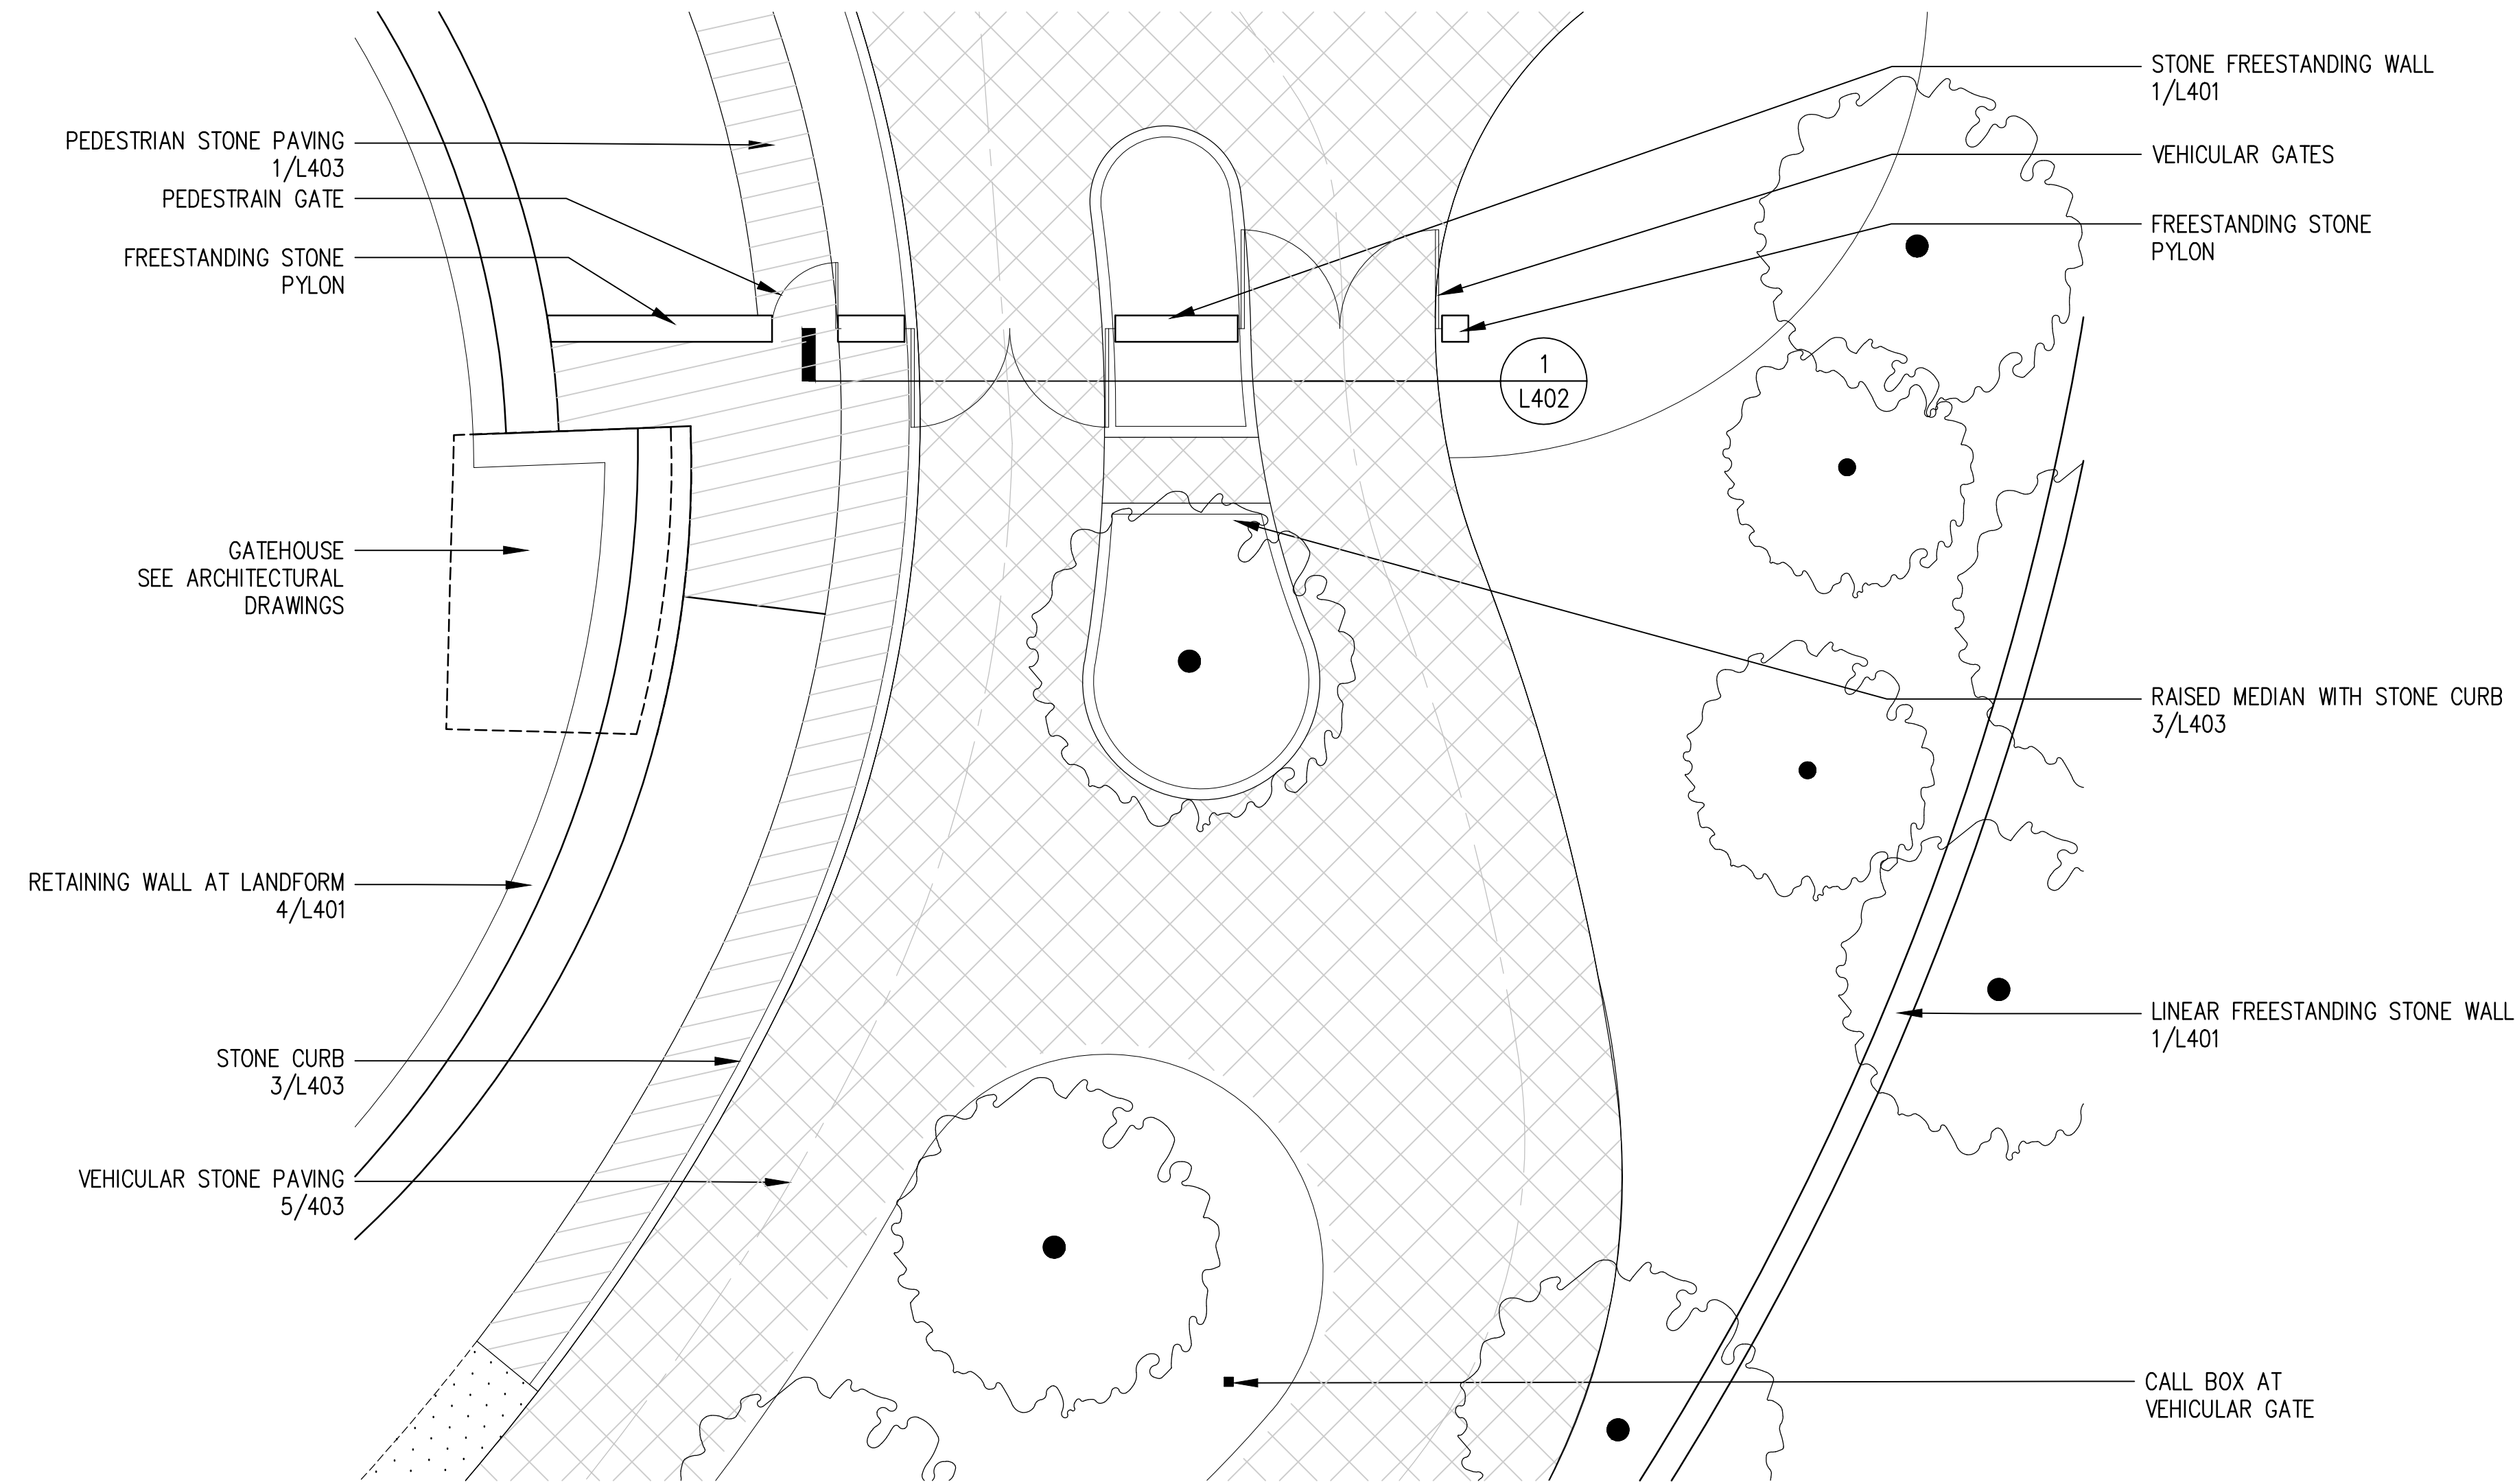 PEDESTRIAN STONE PAVING
1/L403
PEDESTRAIN GATE
FREESTANDING STONE
PYLON
GATEHOUSE
SEE ARCHITECTURAL
DRAWINGS
RETAINING WALL AT LANDFORM
4/L401
STONE CURB
3/L403
VEHICULAR STONE PAVING
5/403
1
L402
STONE FREESTANDING WALL
1/L401
VEHICULAR GATES
FREESTANDING STONE
PYLON
RAISED MEDIAN WITH STONE CURB
3/L403
LINEAR FREESTANDING STONE WALL
1/L401
CALL BOX AT
VEHICULAR GATE